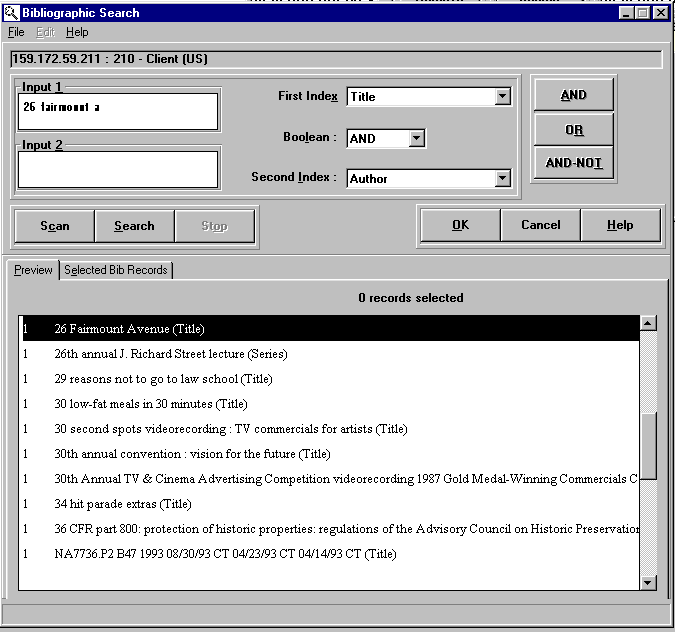 Bibliographic Search
File Edit Help
159.172.59.211 : 210 - Client (US)
Input 1
26 fairmount a
First Index
Title
AND
Boolean :
AND
OR
Input 2
Second Index :
Author
AND-NOT
Scan Search Stop OK Cancel Help
Preview Selected Bib Records
0 records selected
1 26 Fairmount Avenue (Title)
1 26th annual J. Richard Street lecture (Series)
1 29 reasons not to go to law school (Title)
1 30 low-fat meals in 30 minutes (Title)
1 30 second spots videorecording : TV commercials for artists (Title)
1 30th annual convention : vision for the future (Title)
1 30th Annual TV & Cinema Advertising Competition videorecording 1987 Gold Medal-Winning Commercials C
1 34 hit parade extras (Title)
1 36 CFR part 800: protection of historic properties: regulations of the Advisory Council on Historic Preservation
1 NA7736.P2 B47 1993 08/30/93 CT 04/23/93 CT 04/14/93 CT (Title)